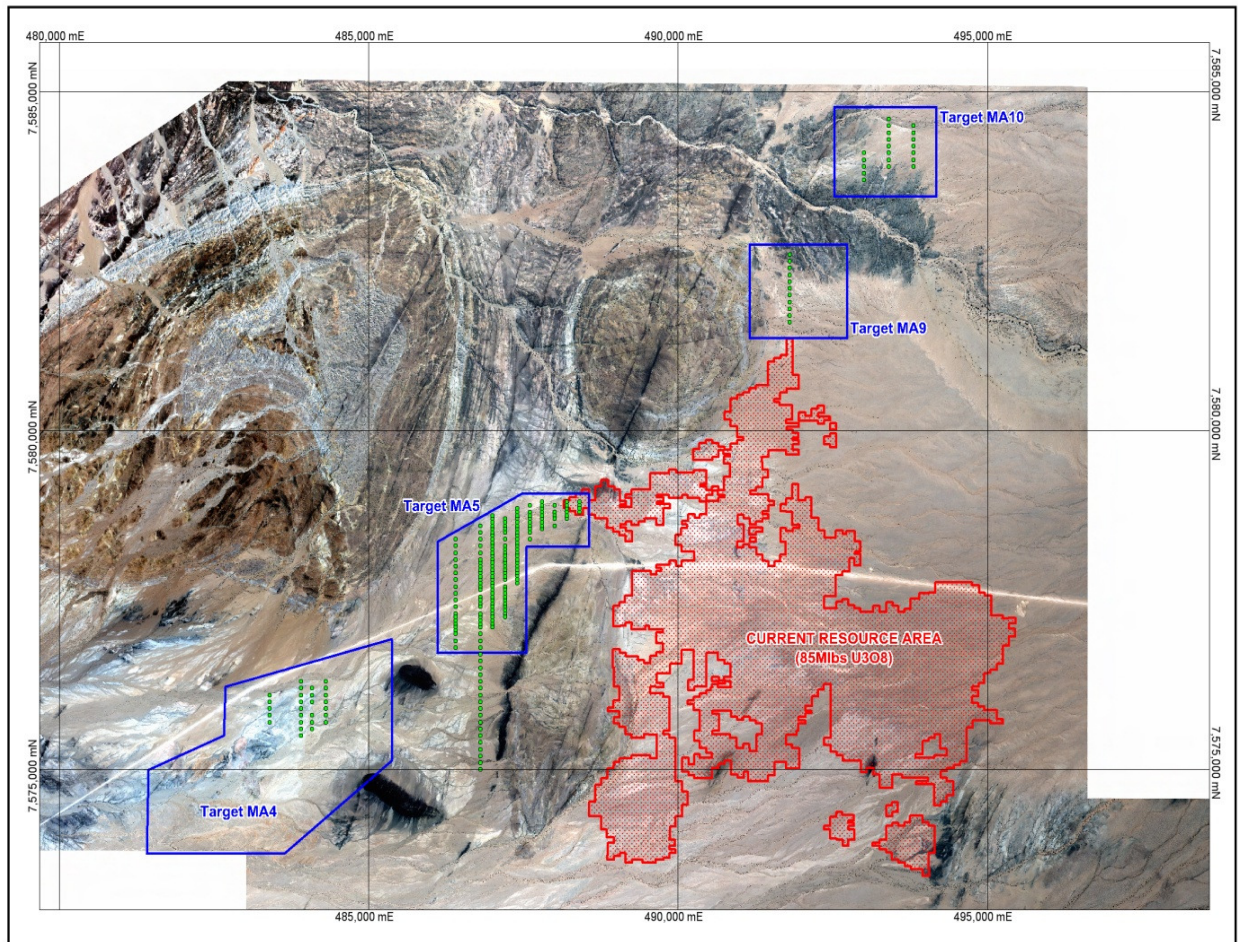 480,000 mE
485,000 mE
490,000 mE
495,000 mE
7,585,000 mN
7,585,000 mN
Target MA10
Target MA9
7,580,000 mN
7,580,000 mN
Target MA5
CURRENT RESOURCE AREA
(85Mlbs U3O8)
7,575,000 mN
7,575,000 mN
Target MA4
485,000 mE
490,000 mE
495,000 mE